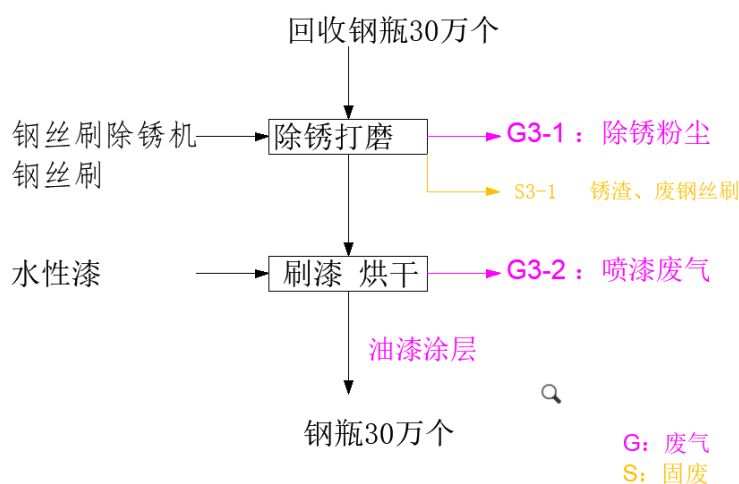 回收钢瓶30万个
钢丝刷除锈机
钢丝刷
除锈打磨
G3-1：除锈粉尘
S3-1 锈渣、废钢丝刷
水性漆
刷漆 烘干
G3-2：喷漆废气
油漆涂层
钢瓶30万个
G：废气
S：固废